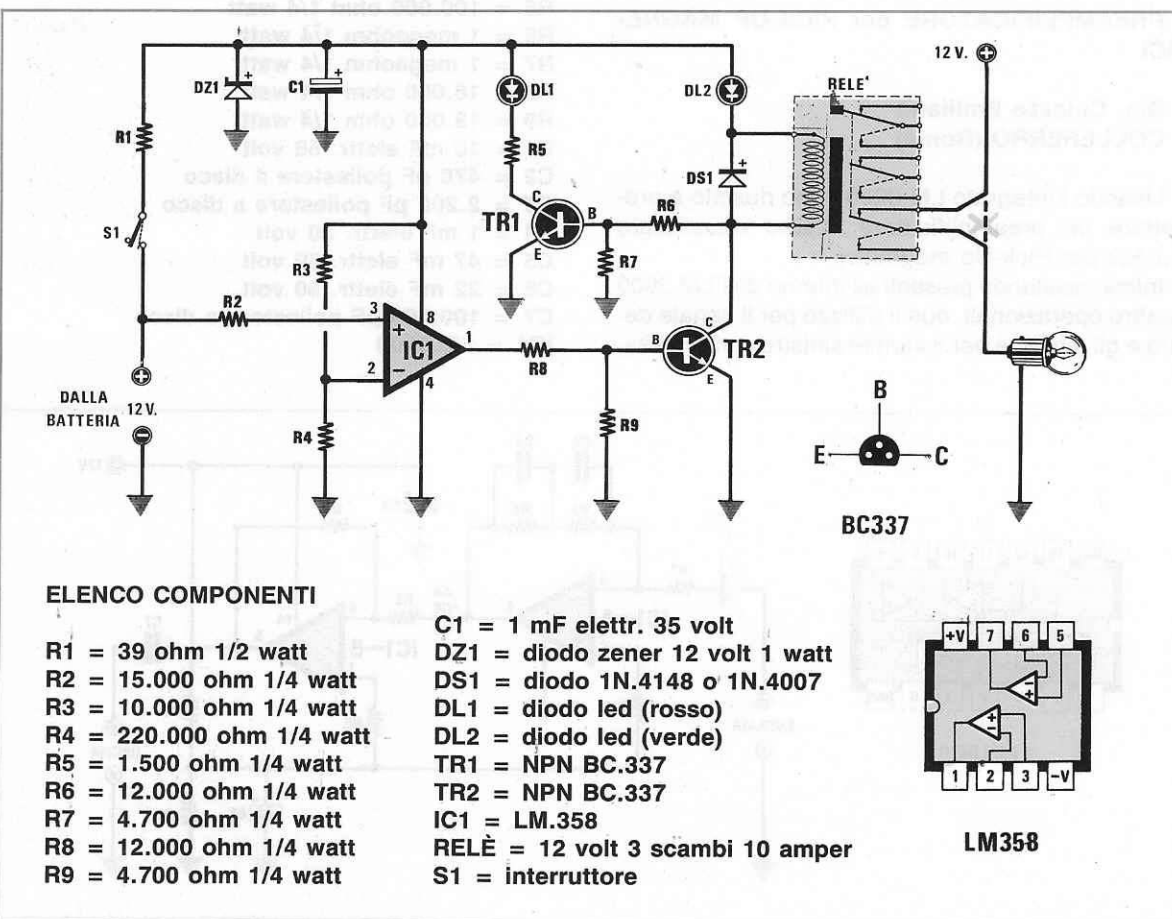 12 V.
DZ1
+
C1
+
DL1
DL2
RELE'
R1
R5
DS1
C
TR1
B
R6
E
R7
S1
R3
R2
3
8
+
IC1
1
2
−
4
R8
C
B
TR2
E
DALLA
BATTERIA
12 V.
R4
R9
B
E
C
BC337
ELENCO COMPONENTI
R1 = 39 ohm 1/2 watt
R2 = 15.000 ohm 1/4 watt
R3 = 10.000 ohm 1/4 watt
R4 = 220.000 ohm 1/4 watt
R5 = 1.500 ohm 1/4 watt
R6 = 12.000 ohm 1/4 watt
R7 = 4.700 ohm 1/4 watt
R8 = 12.000 ohm 1/4 watt
R9 = 4.700 ohm 1/4 watt
C1 = 1 mF elettr. 35 volt
DZ1 = diodo zener 12 volt 1 watt
DS1 = diodo 1N.4148 o 1N.4007
DL1 = diodo led (rosso)
DL2 = diodo led (verde)
TR1 = NPN BC.337
TR2 = NPN BC.337
IC1 = LM.358
RELÈ = 12 volt 3 scambi 10 amper
S1 = interruttore
+V 7 6 5
1 2 3 −V
LM358